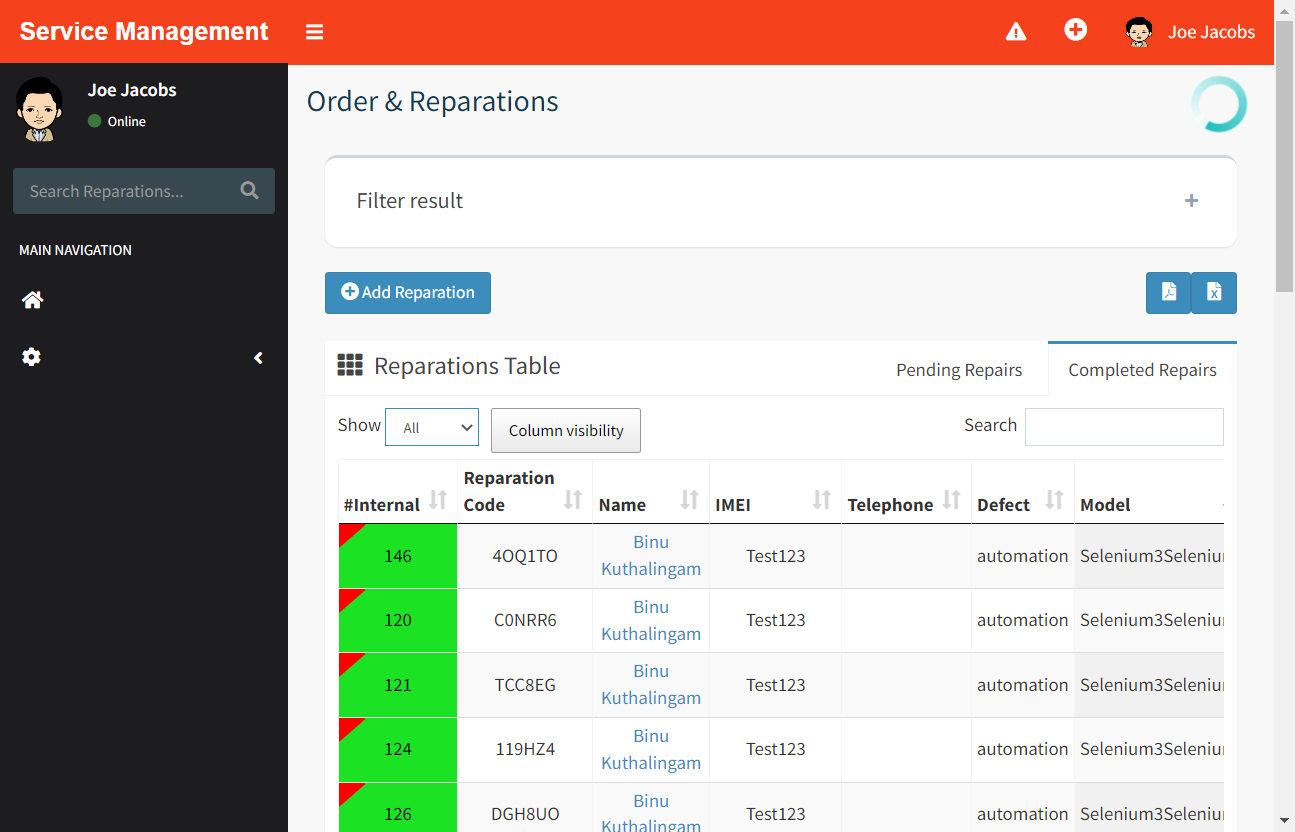 Service Management
Joe Jacobs
Joe Jacobs
Online
Search Reparations...
MAIN NAVIGATION
Order & Reparations
Filter result
Add Reparation
Reparations Table
Pending Repairs
Completed Repairs
Show All Column visibility Search
#Internal Reparation Code Name IMEI Telephone Defect Model
146 4OQ1TO Binu Kuthalingam Test123 automation Selenium3Seleniu
120 C0NRR6 Binu Kuthalingam Test123 automation Selenium3Seleniu
121 TCC8EG Binu Kuthalingam Test123 automation Selenium3Seleniu
124 119HZ4 Binu Kuthalingam Test123 automation Selenium3Seleniu
126 DGH8UO Binu Kuthalingam Test123 automation Selenium3Seleniu